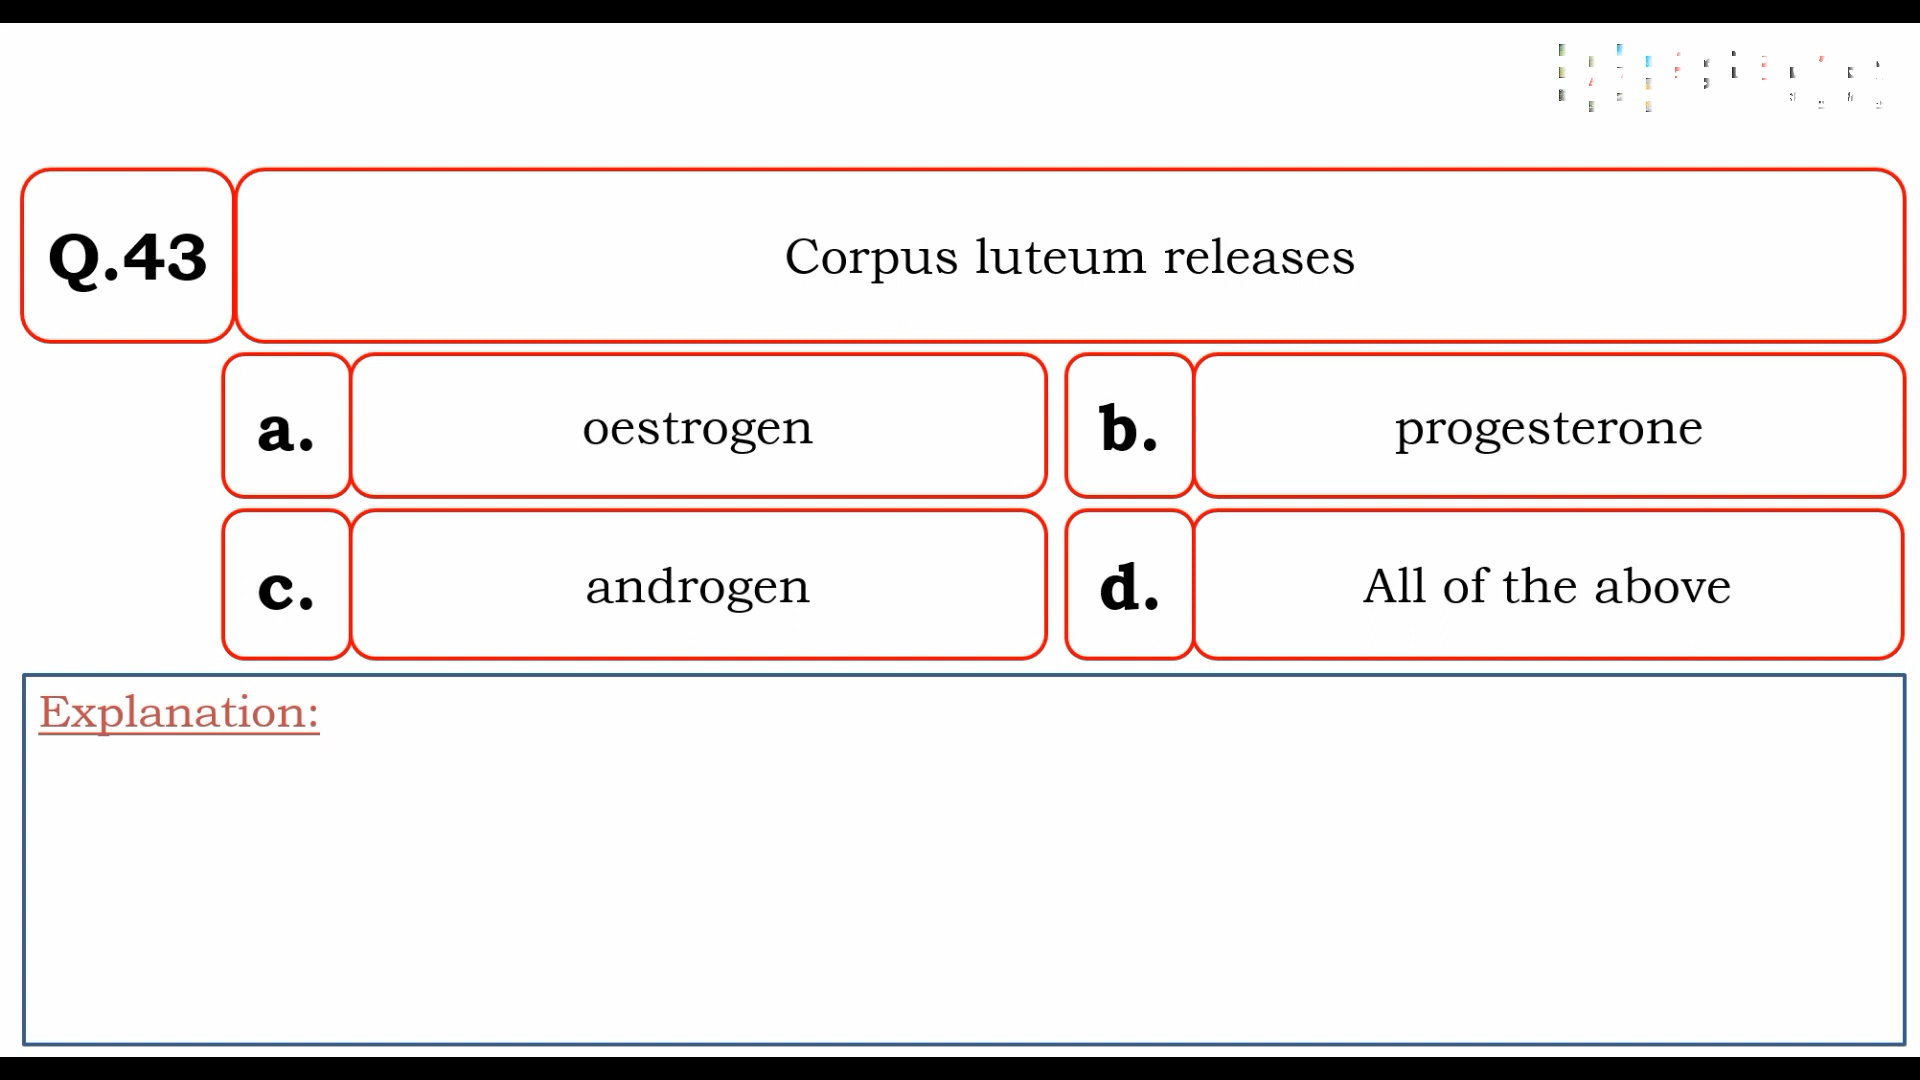 Q.43
Corpus luteum releases
a.
oestrogen
b.
progesterone
c.
androgen
d.
All of the above
Explanation: